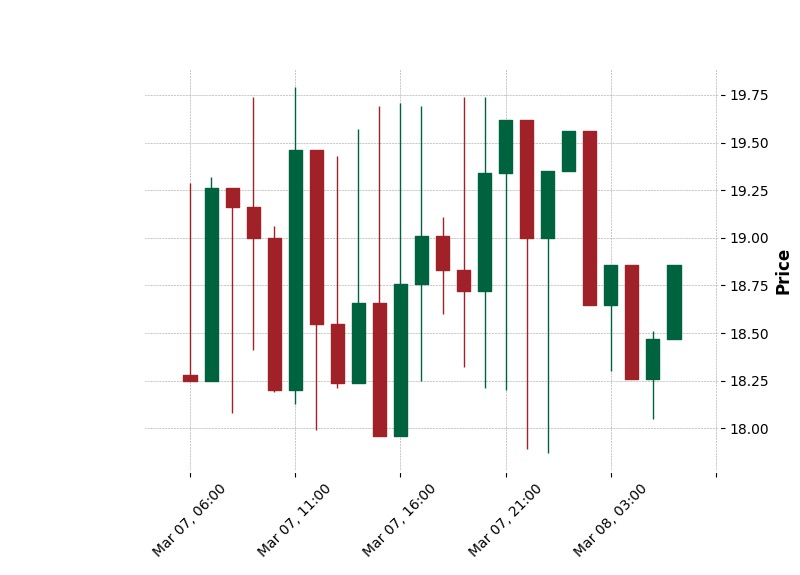 19.75
19.50
19.25
19.00
18.75
18.50
18.25
18.00
Price
Mar 07, 06:00
Mar 07, 11:00
Mar 07, 16:00
Mar 07, 21:00
Mar 08, 03:00